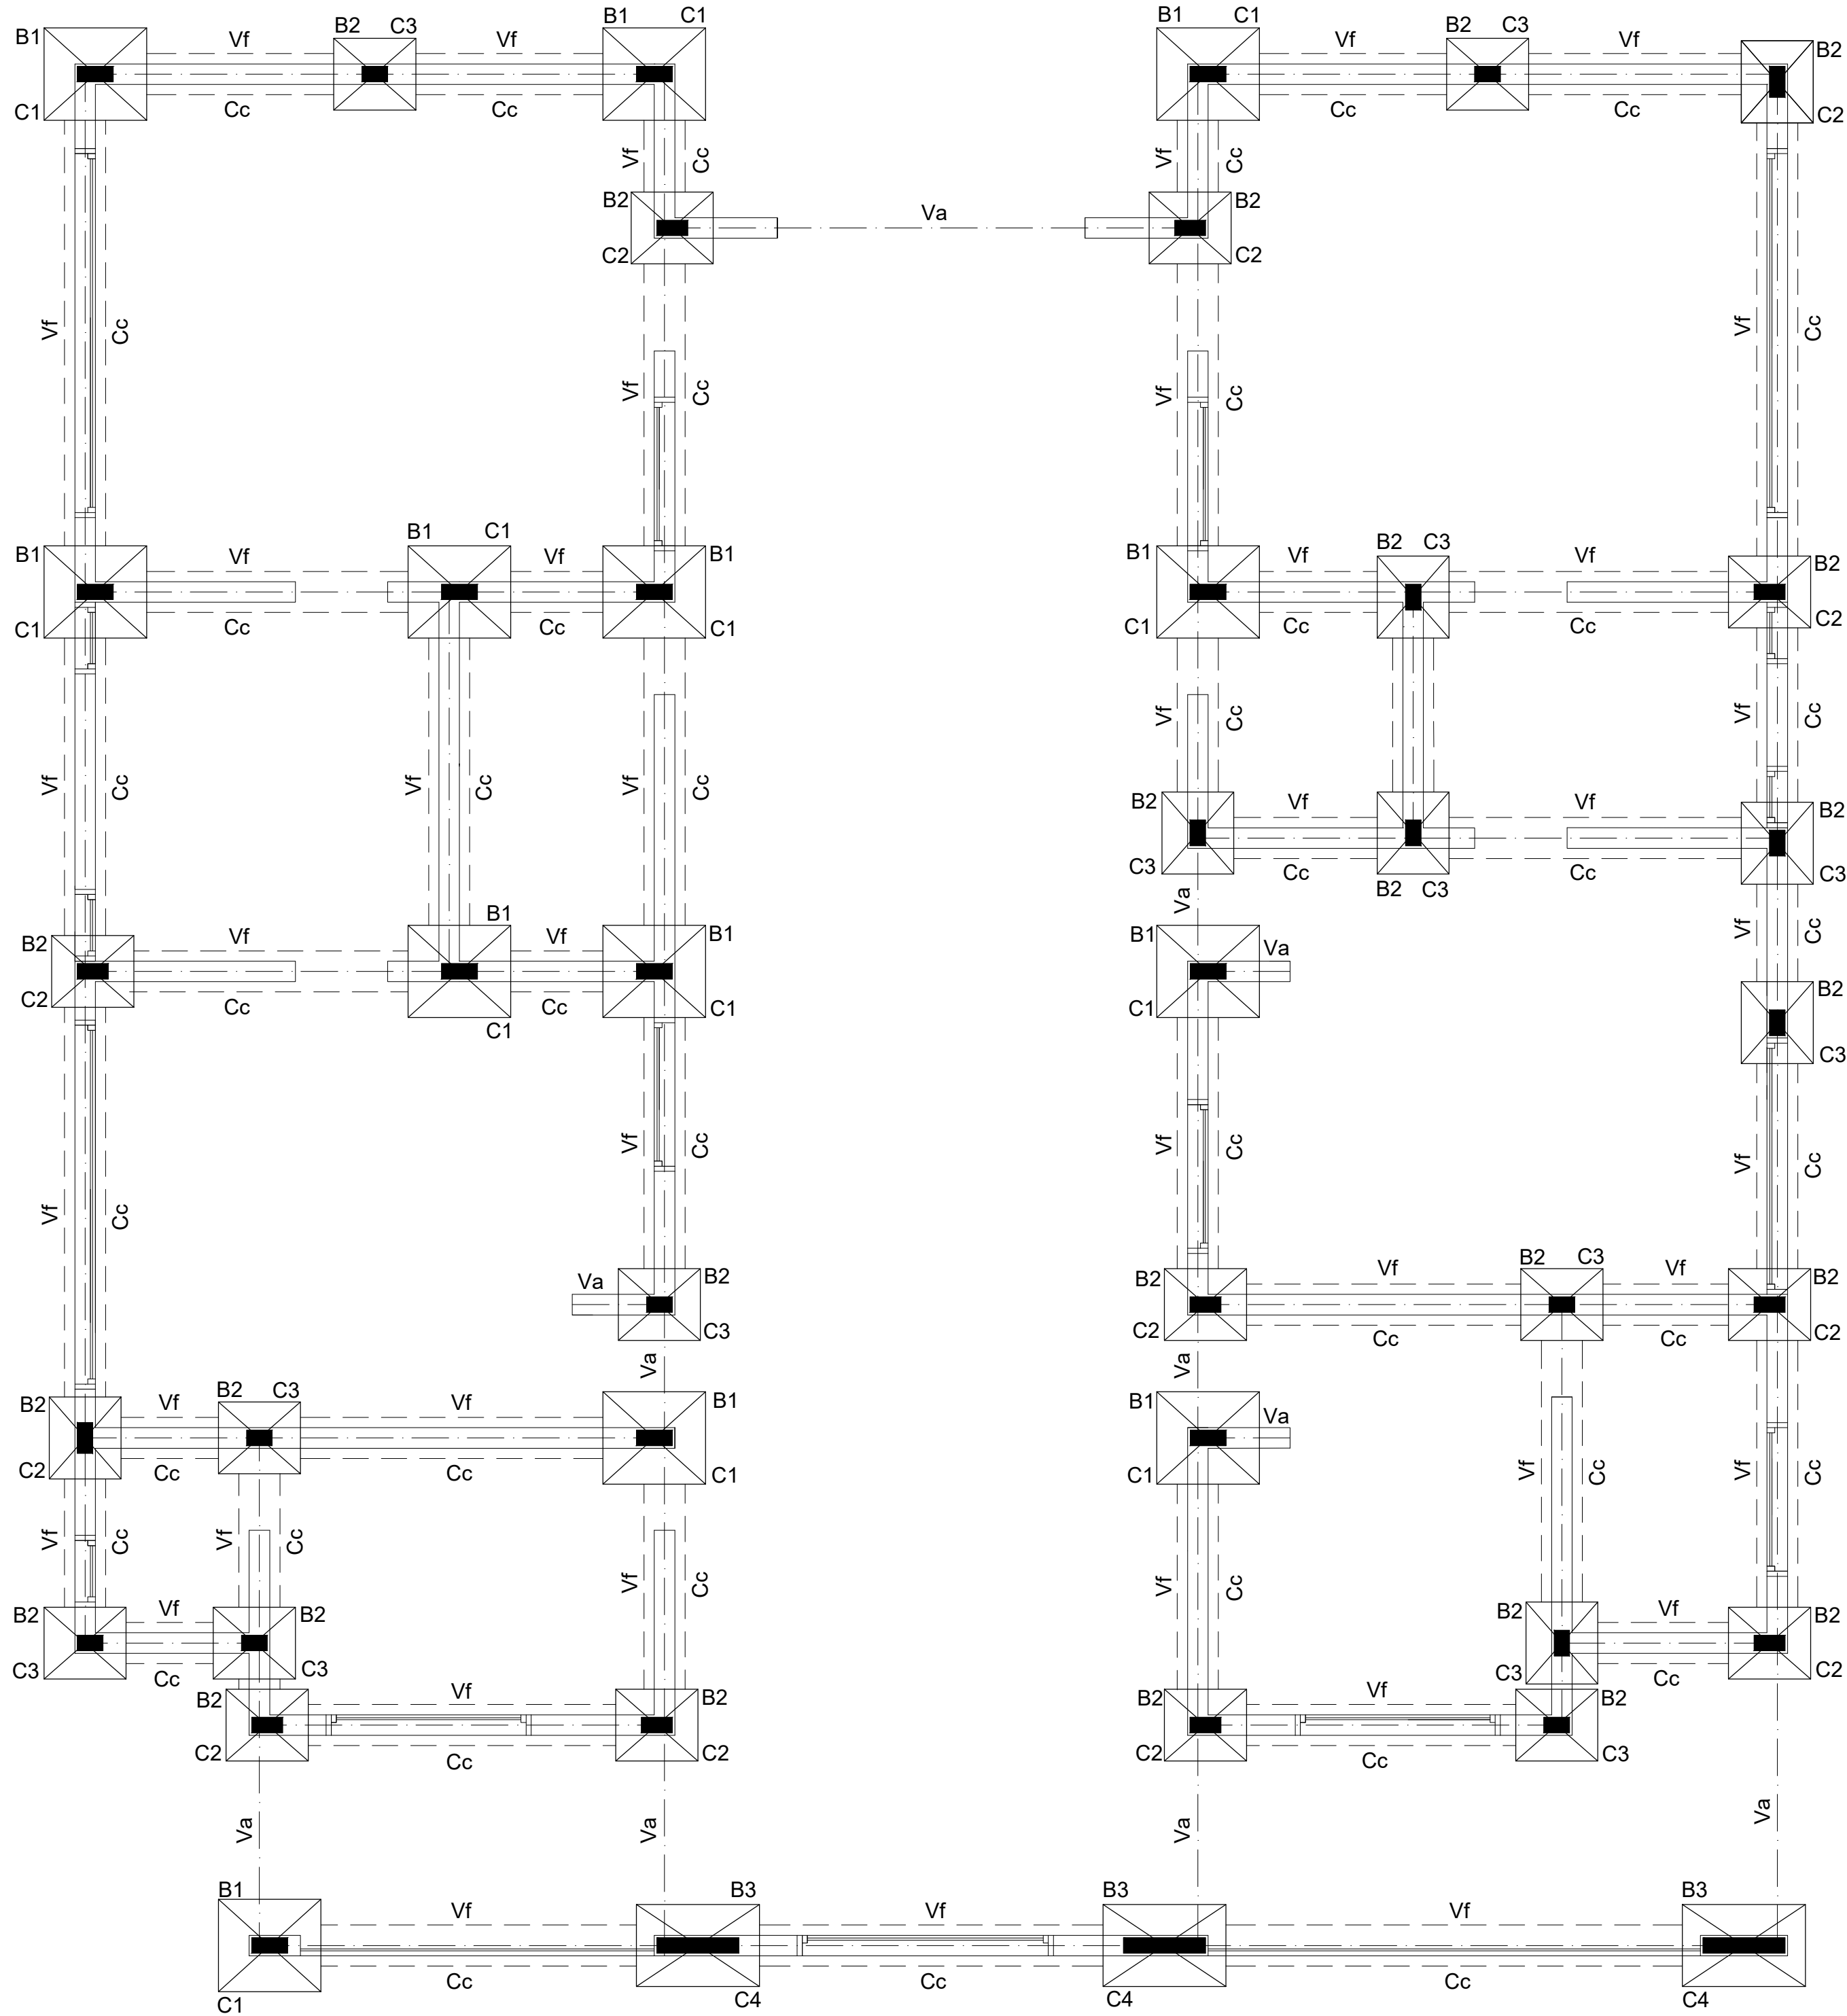 B1 Vf B2 C3 Vf B1 C1 B1 C1 Vf B2 C3 Vf B2
C1 Cc Cc Cc Cc C2
Vf Cc Vf Cc
B2 Va B2
C2 C2
Vf Cc Vf Cc Vf Cc Vf Cc
B1 Vf B1 C1 Vf B1 B1 Vf B2 C3 Vf B2
C1 Cc Cc C1 C1 Cc Cc C2
Vf Cc Vf Cc
Vf Cc Vf Cc Vf Cc
B2 Vf Vf B2
C3 Cc B2 C3 Cc C3
Va
B2 Vf B1 Vf B1 B1 Va Vf Cc
C2 Cc C1 Cc C1 C1 B2
C3
Vf Cc Vf Cc Vf Cc Vf Cc
Va B2 B2 Vf B2 C3 Vf B2
C3 C2 Cc Cc C2
Va Va
B2 Vf B2 C3 Vf B1 B1 Va
C2 Cc Cc C1 C1 Vf Cc Vf Cc
Vf Cc Vf Cc Vf Cc Vf Cc
B2 Vf B2 B2 Vf B2
C3 Cc C3 C3 Cc C2
B2 Vf B2 B2 Vf B2
C2 Cc C2 C2 Cc C3
Va Va Va Va
B1 Vf B3 Vf B3 Vf B3
C1 Cc C4 Cc C4 Cc C4